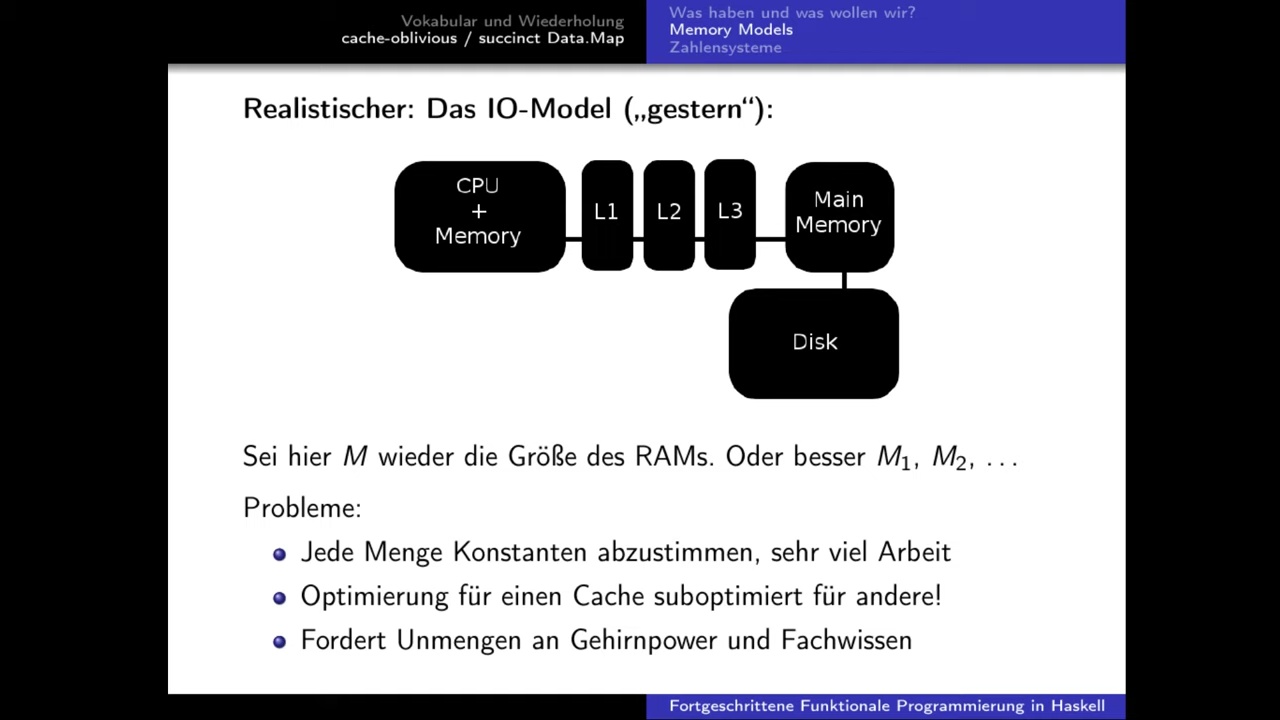 Vokabular und Wiederholung
cache-oblivious / succinct Data.Map
Was haben und was wollen wir?
Memory Models
Zahlensysteme
Realistischer: Das IO-Model („gestern“):
CPU
+
Memory
L1
L2
L3
Main
Memory
Disk
Sei hier M wieder die Größe des RAMs. Oder besser M₁, M₂, . . .
Probleme:
Jede Menge Konstanten abzustimmen, sehr viel Arbeit
Optimierung für einen Cache suboptimiert für andere!
Fordert Unmengen an Gehirnpower und Fachwissen
Fortgeschrittene Funktionale Programmierung in Haskell